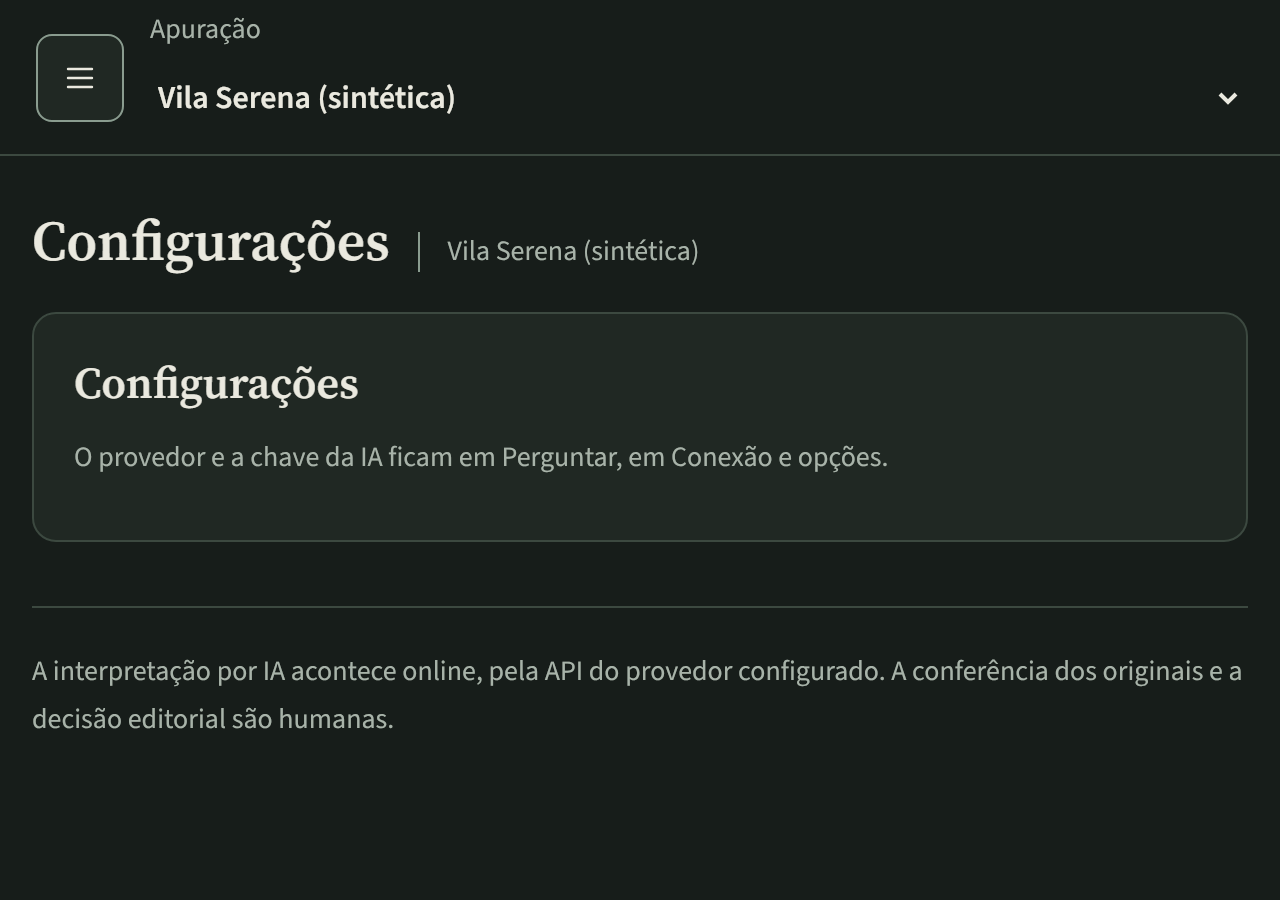 Apuração
Vila Serena (sintética)
Configurações
Vila Serena (sintética)
Configurações
O provedor e a chave da IA ficam em Perguntar, em Conexão e opções.
A interpretação por IA acontece online, pela API do provedor configurado. A conferência dos originais e a
decisão editorial são humanas.